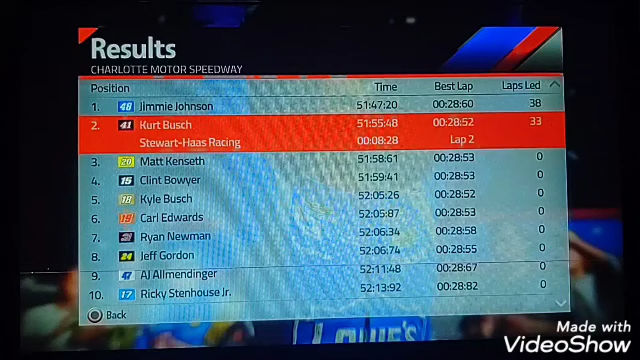 Results
CHARLOTTE MOTOR SPEEDWAY
Position Time Best Lap Laps Led
1. 48 Jimmie Johnson 51:47:20 00:28:60 38
2. 41 Kurt Busch 51:55:48 00:28:52 33
Stewart-Haas Racing 00:08:28 Lap 2
3. 20 Matt Kenseth 51:58:61 00:28:53 0
4. 15 Clint Bowyer 51:59:41 00:28:53 0
5. 18 Kyle Busch 52:05:26 00:28:52 0
6. 19 Carl Edwards 52:05:87 00:28:53 0
7. 31 Ryan Newman 52:06:34 00:28:58 0
8. 24 Jeff Gordon 52:06:74 00:28:55 0
9. 47 AJ Allmendinger 52:11:48 00:28:67 0
10. 17 Ricky Stenhouse Jr. 52:13:92 00:28:82 0
Back
LOWE'S
Made with
VideoShow